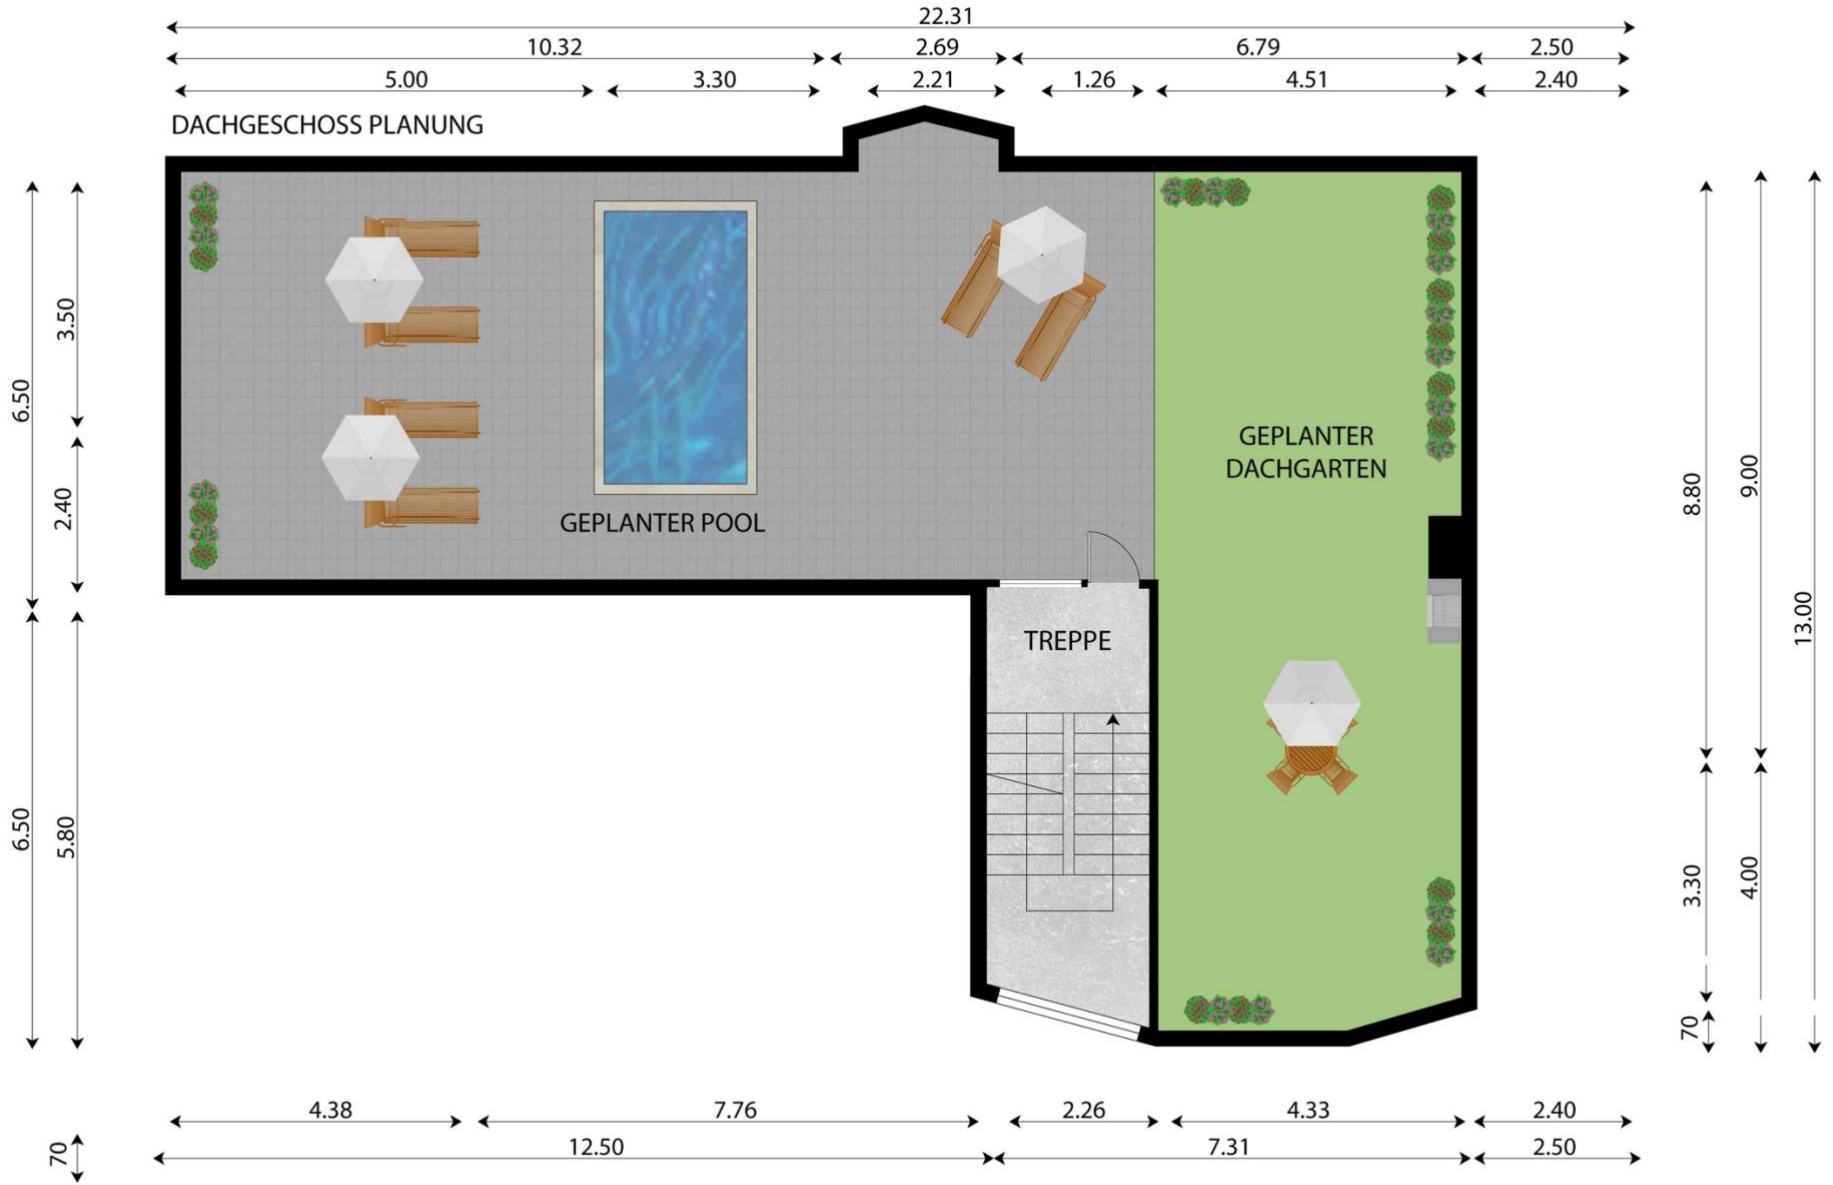 22.31
10.32 2.69 6.79 2.50
5.00 3.30 2.21 1.26 4.51 2.40
DACHGESCHOSS PLANUNG
6.50
3.50
2.40
6.50
5.80
70
GEPLANTER POOL
GEPLANTER
DACHGARTEN
TREPPE
8.80
9.00
13.00
3.30
4.00
70
4.38 7.76 2.26 4.33 2.40
12.50 7.31 2.50